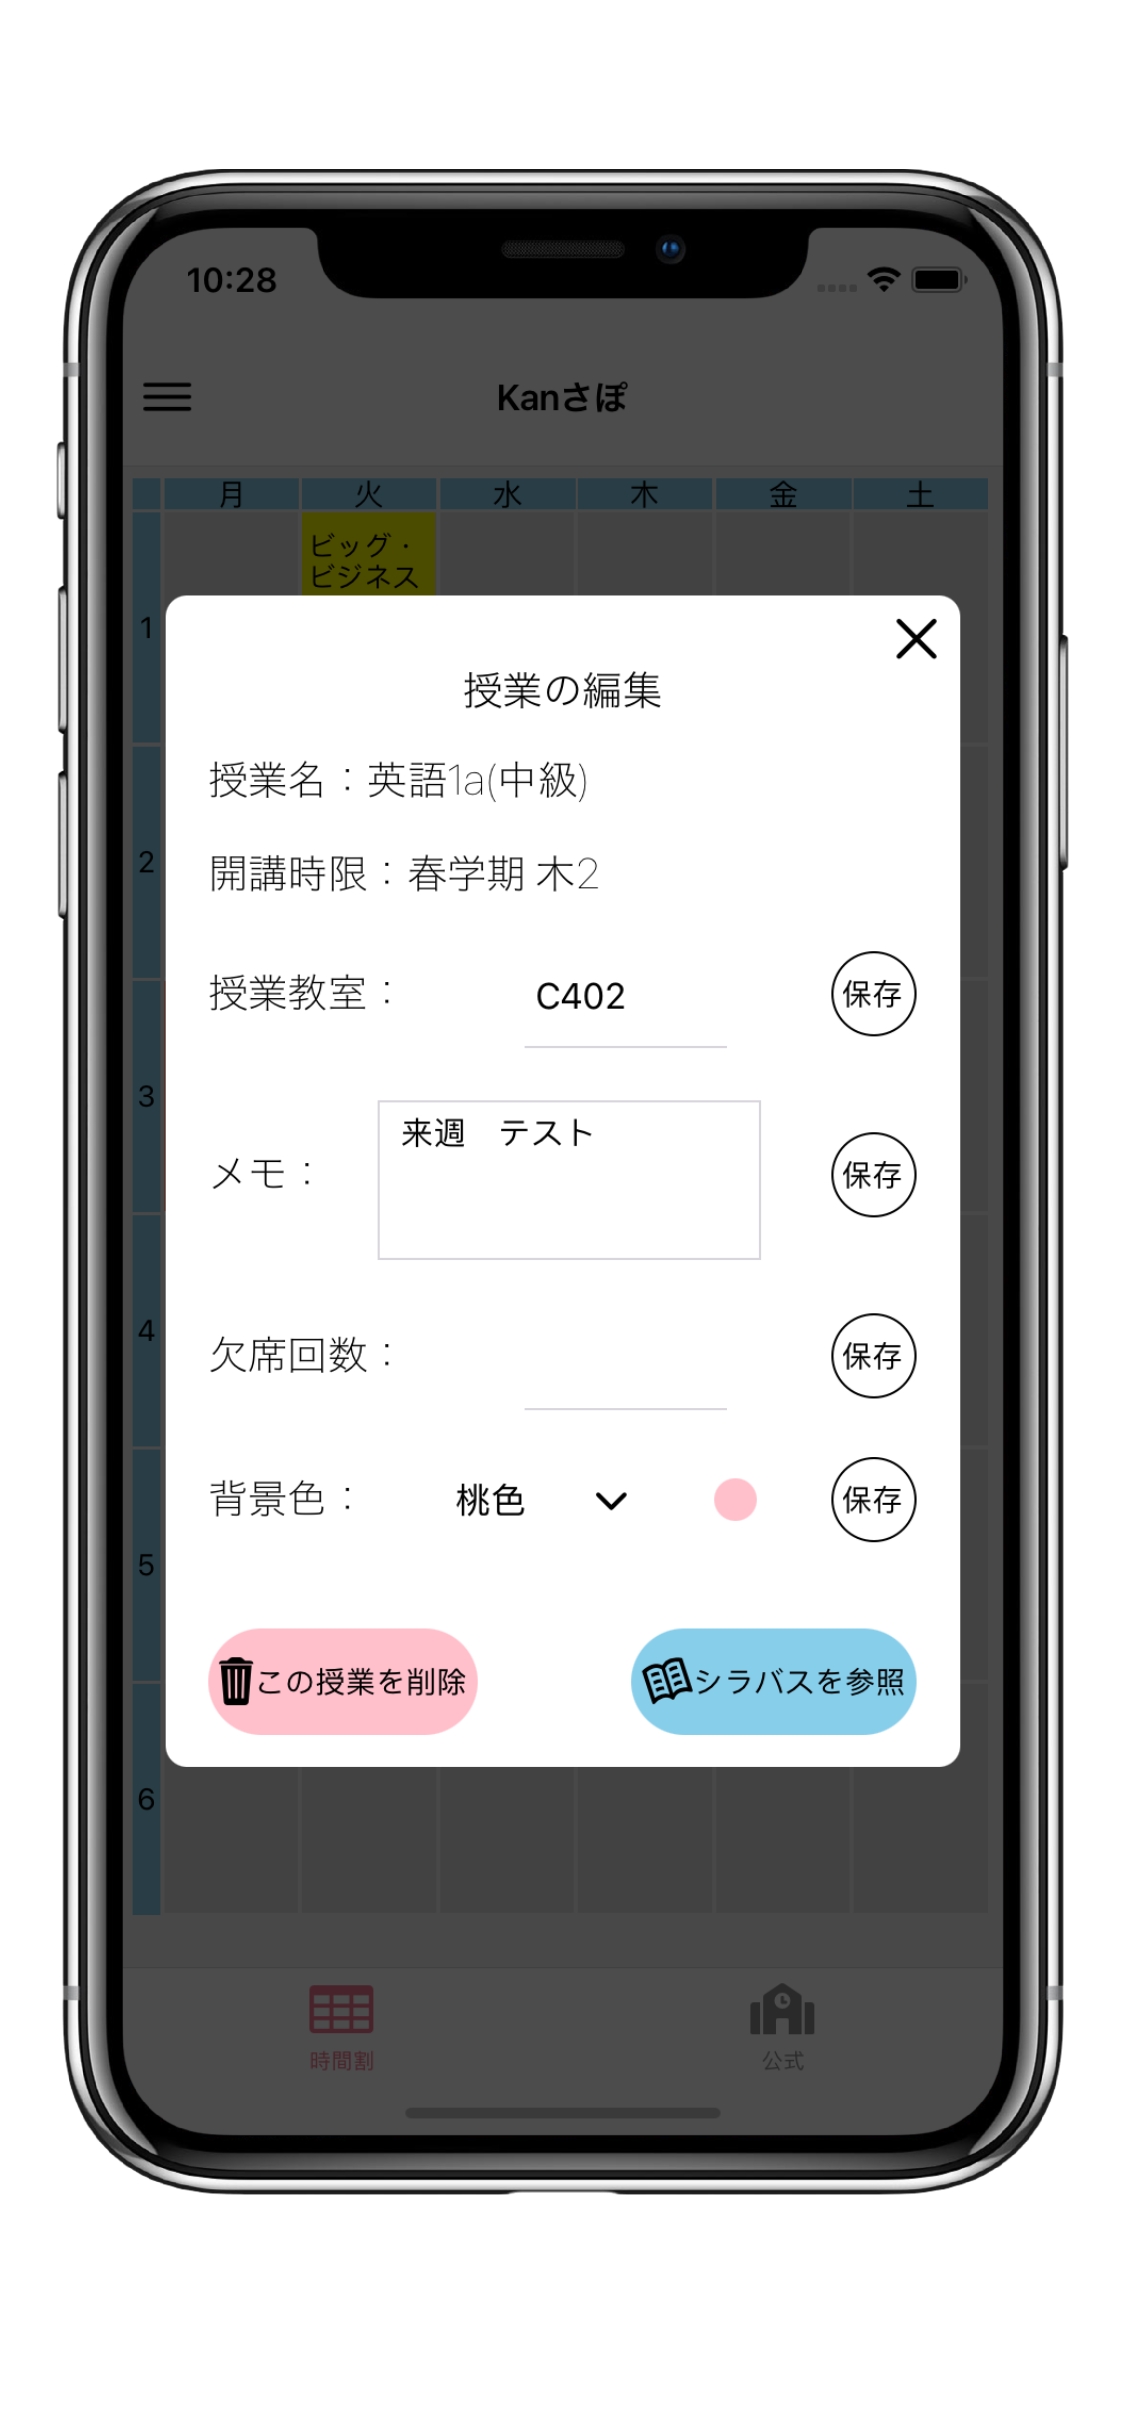 10:28
Kanさぽ
月 火 水 木 金 土
ビッグ・
ビジネス
1
授業の編集
授業名：英語1a(中級)
2
開講時限：春学期 木2
授業教室： C402 保存
3
来週　テスト
メモ： 保存
4
欠席回数： 保存
背景色： 桃色 保存
5
この授業を削除 シラバスを参照
6
時間割 公式